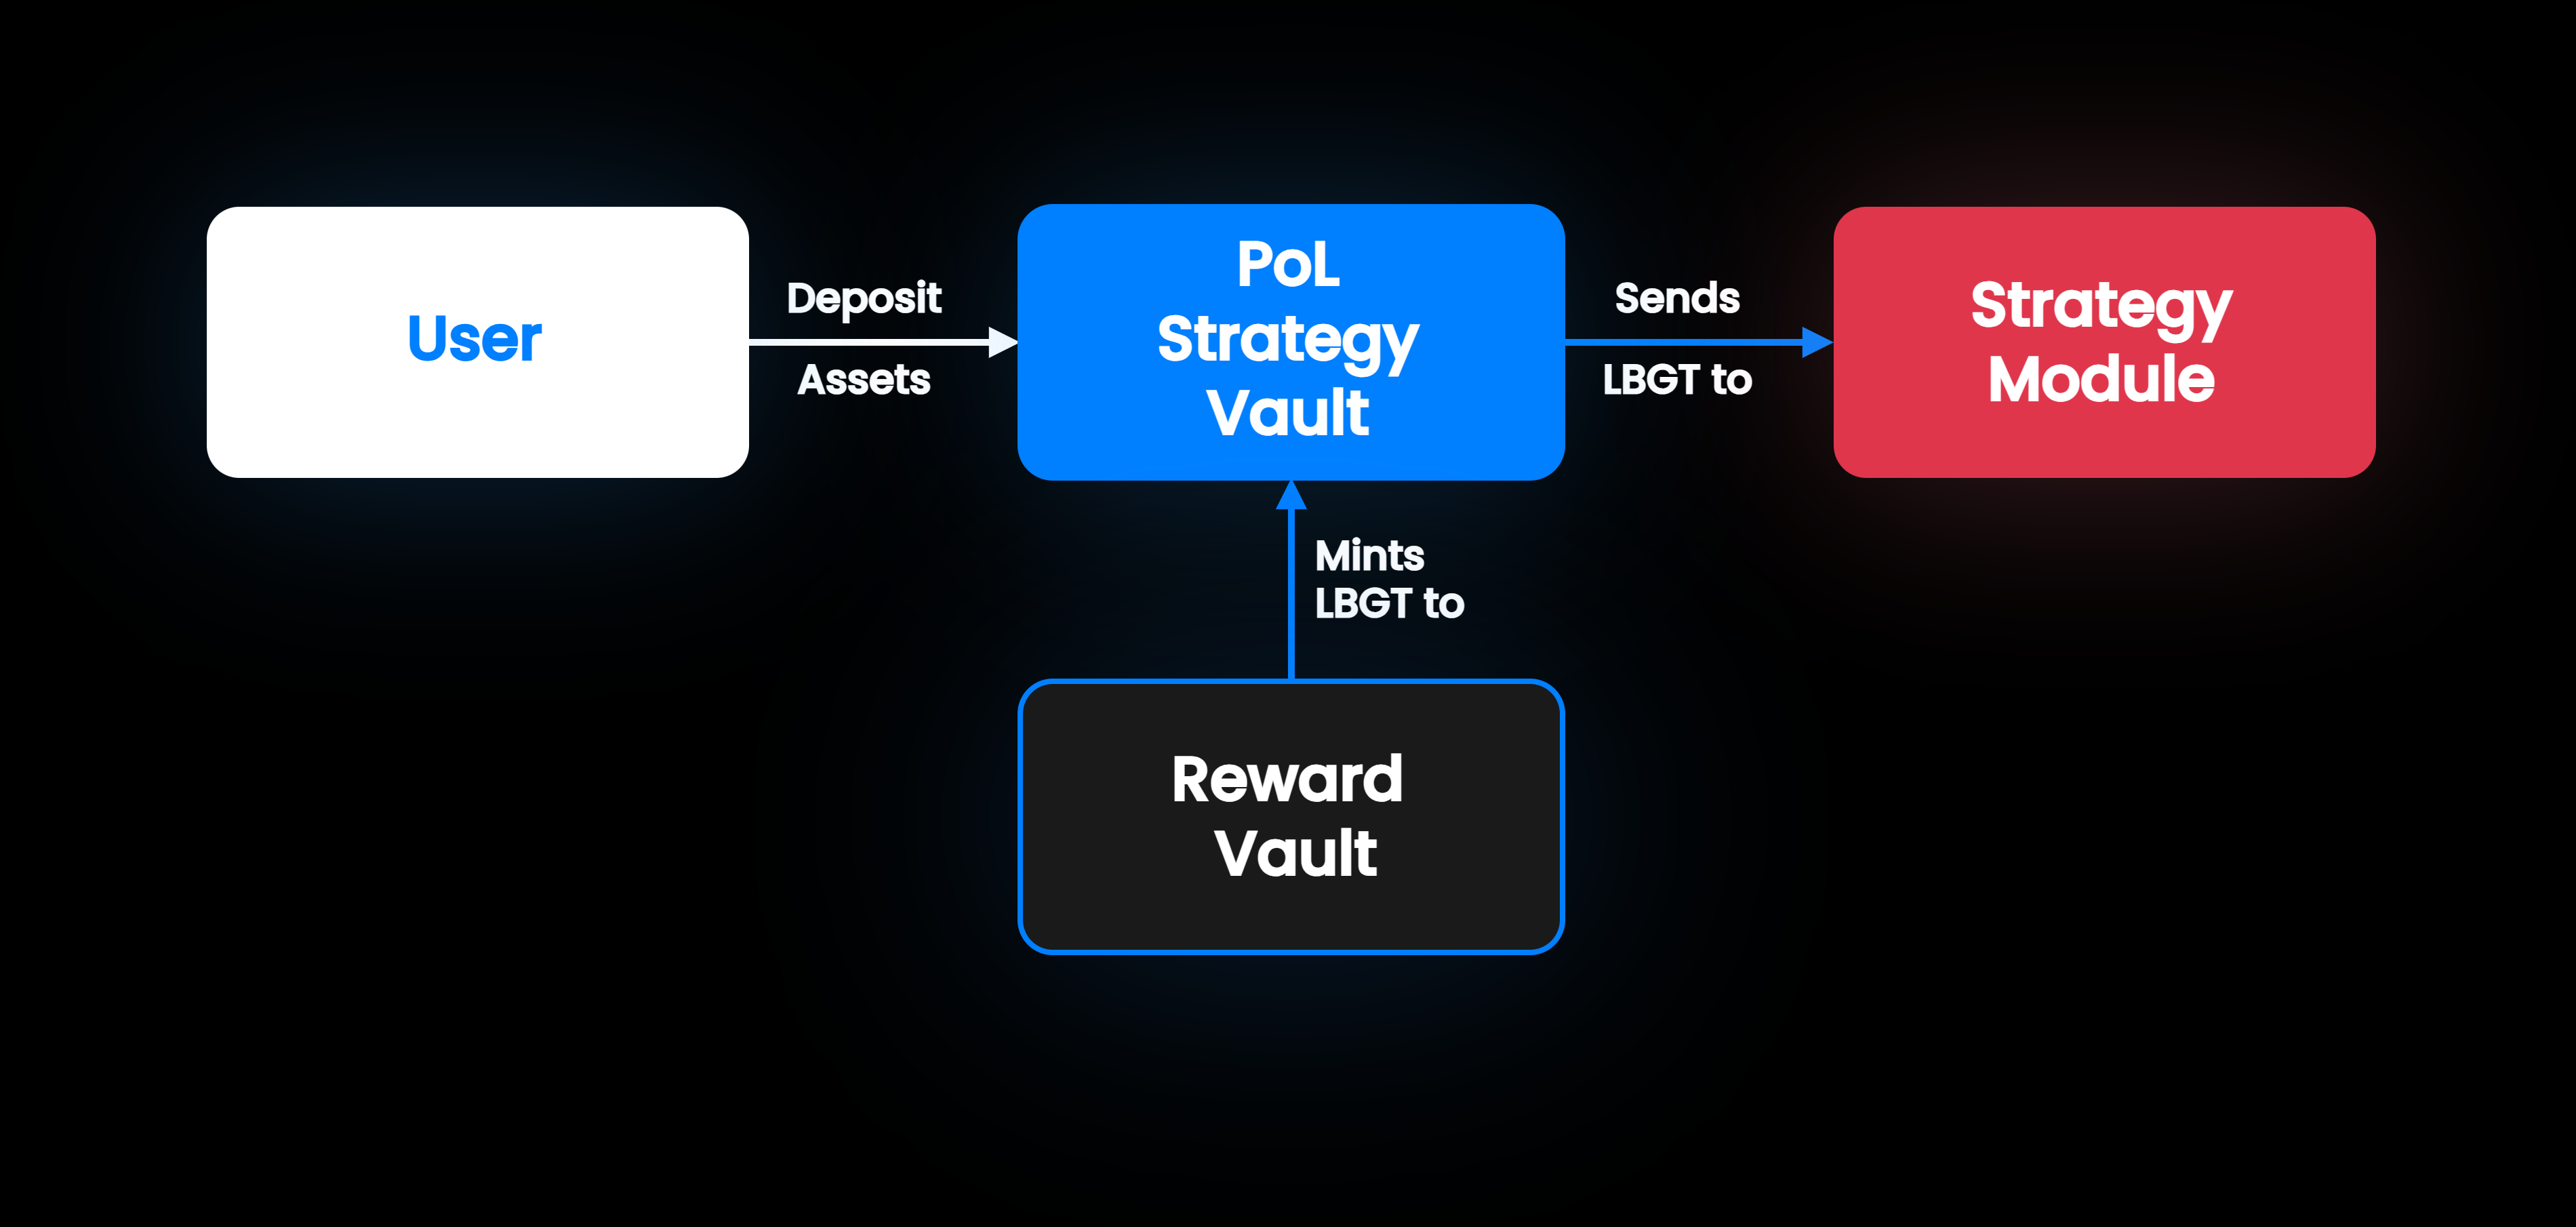 User
Deposit
Assets
PoL
Strategy
Vault
Sends
LBGT to
Strategy
Module
Mints
LBGT to
Reward
Vault